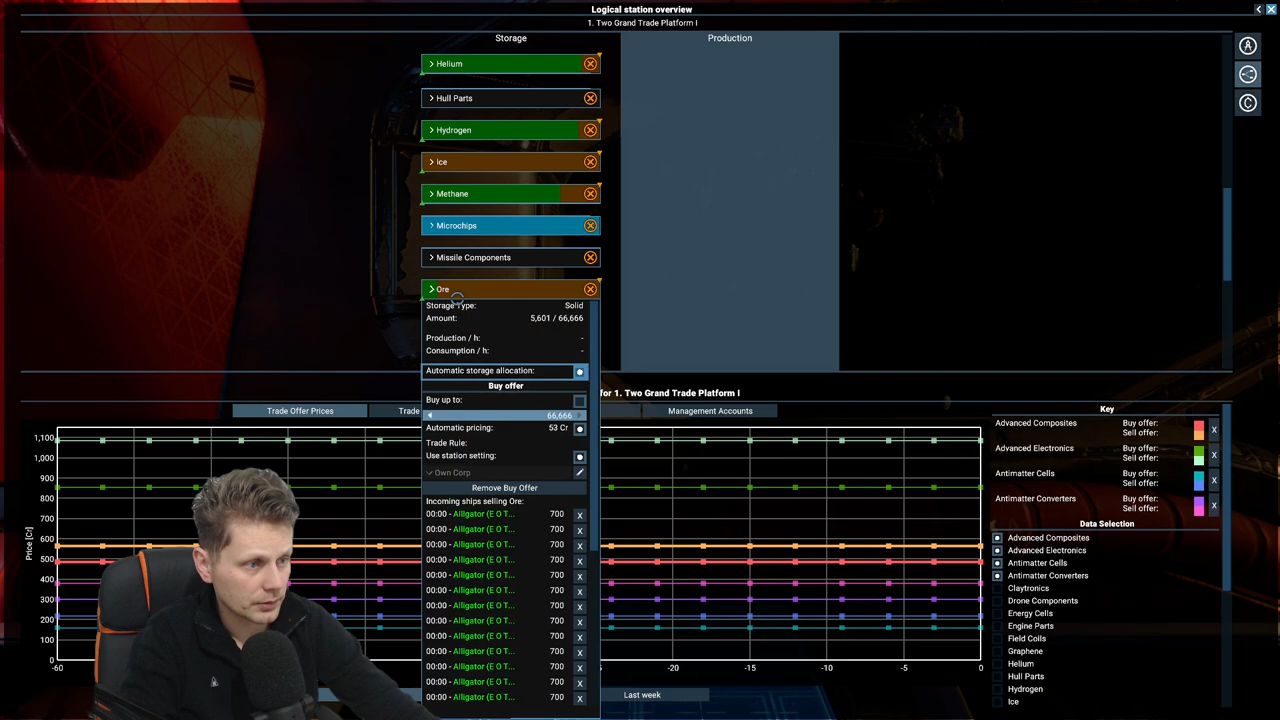 Logical station overview
1. Two Grand Trade Platform I
Storage
Production
Helium
Hull Parts
Hydrogen
Ice
Methane
Microchips
Missile Components
Ore
Storage Type: Solid
Amount: 5,601 / 66,666
Production / h: -
Consumption / h: -
Automatic storage allocation:
Buy offer
Buy up to:
66,666
Automatic pricing: 53 Cr
Trade Rule:
Use station setting:
Own Corp
Remove Buy Offer
Incoming ships selling Ore:
00:00 - Alligator (E O T... 700 X
00:00 - Alligator (E O T... 700 X
00:00 - Alligator (E O T... 700 X
00:00 - Alligator (E O T... 700 X
00:00 - Alligator (E O T... 700 X
00:00 - Alligator (E O T... 700 X
00:00 - Alligator (E O T... 700 X
00:00 - Alligator (E O T... 700 X
00:00 - Alligator (E O T... 700 X
00:00 - Alligator (E O T... 700 X
00:00 - Alligator (E O T... 700 X
00:00 - Alligator (E O T... 700 X
00:00 - Alligator (E O T... 700 X
for 1. Two Grand Trade Platform I
Trade Offer Prices
Trade
Management Accounts
Price [Cr]
1,100
1,000
900
800
700
600
500
400
300
200
100
0
-60
-20
-15
-10
-5
0
Last week
Key
Advanced Composites Buy offer: X
Sell offer:
Advanced Electronics Buy offer: X
Sell offer:
Antimatter Cells Buy offer: X
Sell offer:
Antimatter Converters Buy offer: X
Sell offer:
Data Selection
Advanced Composites
Advanced Electronics
Antimatter Cells
Antimatter Converters
Claytronics
Drone Components
Energy Cells
Engine Parts
Field Coils
Graphene
Helium
Hull Parts
Hydrogen
Ice